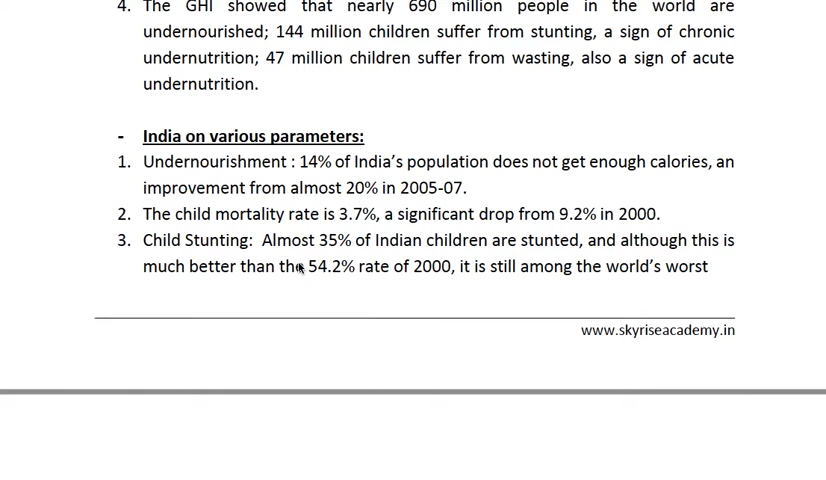 4. The GHI showed that nearly 690 million people in the world are
undernourished; 144 million children suffer from stunting, a sign of chronic
undernutrition; 47 million children suffer from wasting, also a sign of acute
undernutrition.
- India on various parameters:
1. Undernourishment : 14% of India’s population does not get enough calories, an
improvement from almost 20% in 2005-07.
2. The child mortality rate is 3.7%, a significant drop from 9.2% in 2000.
3. Child Stunting: Almost 35% of Indian children are stunted, and although this is
much better than the 54.2% rate of 2000, it is still among the world’s worst
www.skyriseacademy.in